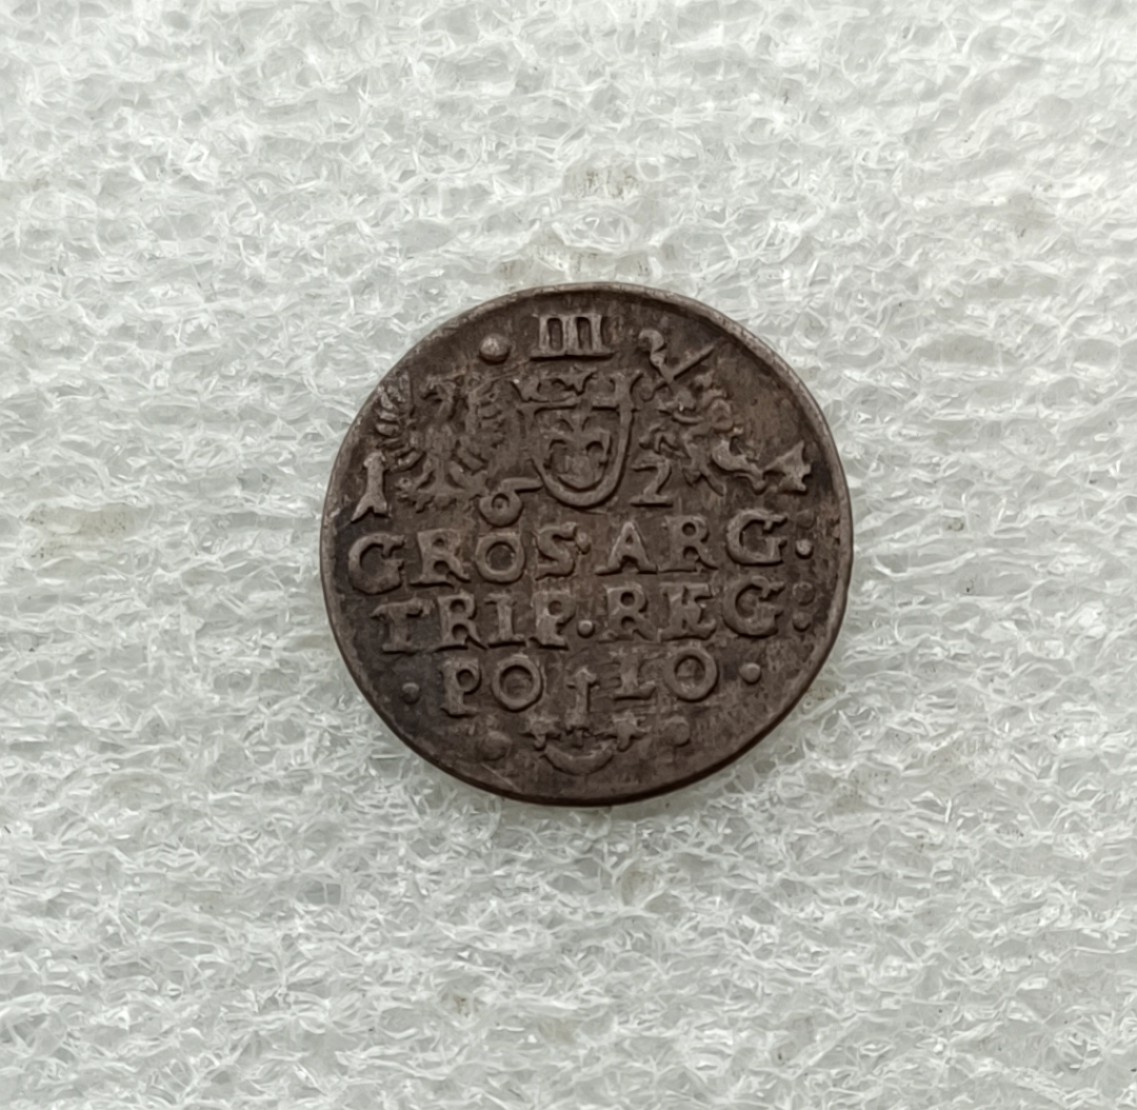 • III •
1 6 2 4
GROS·ARG:
TRIP·REG:
·PO LO·